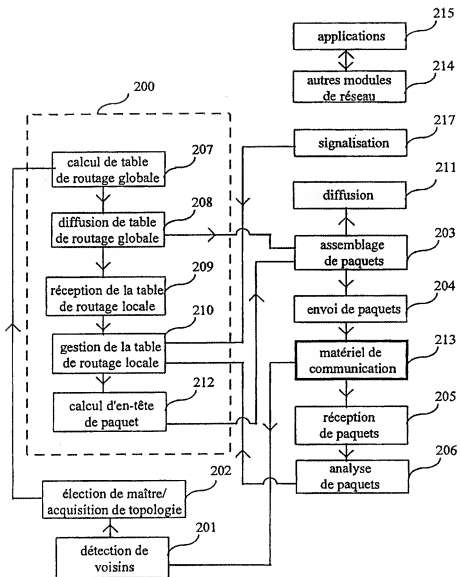 215
applications
214
autres modules
de réseau
200
217
signalisation
calcul de table
de routage globale
207
211
diffusion
208
diffusion de table
de routage globale
assemblage
de paquets
203
209
réception de la table
de routage locale
204
envoi de paquets
210
gestion de la table
de routage locale
213
matériel de
communication
212
calcul d'en-tête
de paquet
205
réception
de paquets
202
élection de maître/
acquisition de topologie
206
analyse
de paquets
201
détection de
voisins